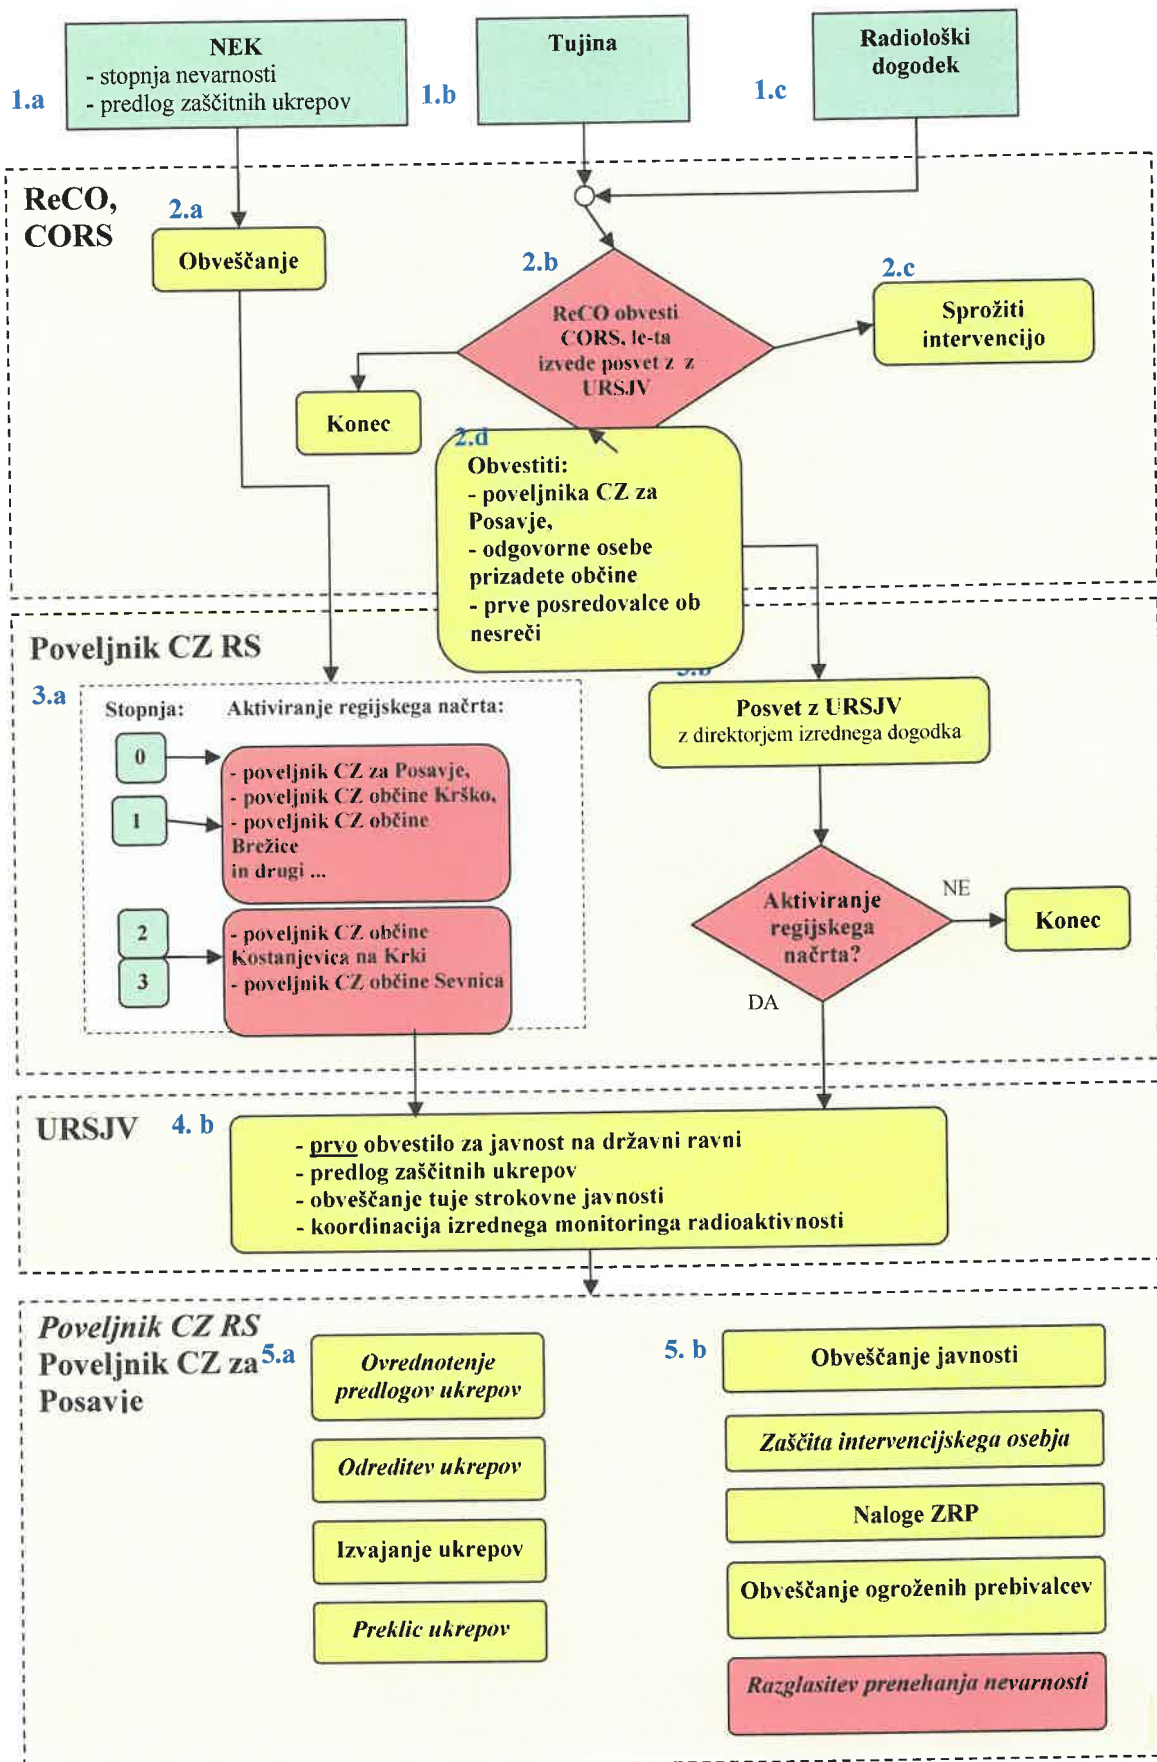 NEK
- stopnja nevarnosti
- predlog zaščitnih ukrepov
1.a
Tujina
1.b
Radiološki
dogodek
1.c
ReCO,
CORS
2.a
Obveščanje
2.b
ReCO obvesti
CORS, le-ta
izvede posvet z z
URSJV
2.c
Sprožiti
intervencijo
Konec
2.d
Obvestiti:
- poveljnika CZ za
Posavje,
- odgovorne osebe
prizadete občine
- prve posredovalce ob
nesreči
Poveljnik CZ RS
3.a
Stopnja:
Aktiviranje regijskega načrta:
0
1
- poveljnik CZ za Posavje,
- poveljnik CZ občine Krško,
- poveljnik CZ občine
Brežice
in drugi ...
2
3
- poveljnik CZ občine
Kostanjevica na Krki
- poveljnik CZ občine Sevnica
Posvet z URSJV
z direktorjem izrednega dogodka
Aktiviranje
regijskega
načrta?
NE
Konec
DA
URSJV
4. b
- prvo obvestilo za javnost na državni ravni
- predlog zaščitnih ukrepov
- obveščanje tuje strokovne javnosti
- koordinacija izrednega monitoringa radioaktivnosti
Poveljnik CZ RS
Poveljnik CZ za
Posavje
5.a
Ovrednotenje
predlogov ukrepov
Odreditev ukrepov
Izvajanje ukrepov
Preklic ukrepov
5. b
Obveščanje javnosti
Zaščita intervencijskega osebja
Naloge ZRP
Obveščanje ogroženih prebivalcev
Razglasitev prenehanja nevarnosti